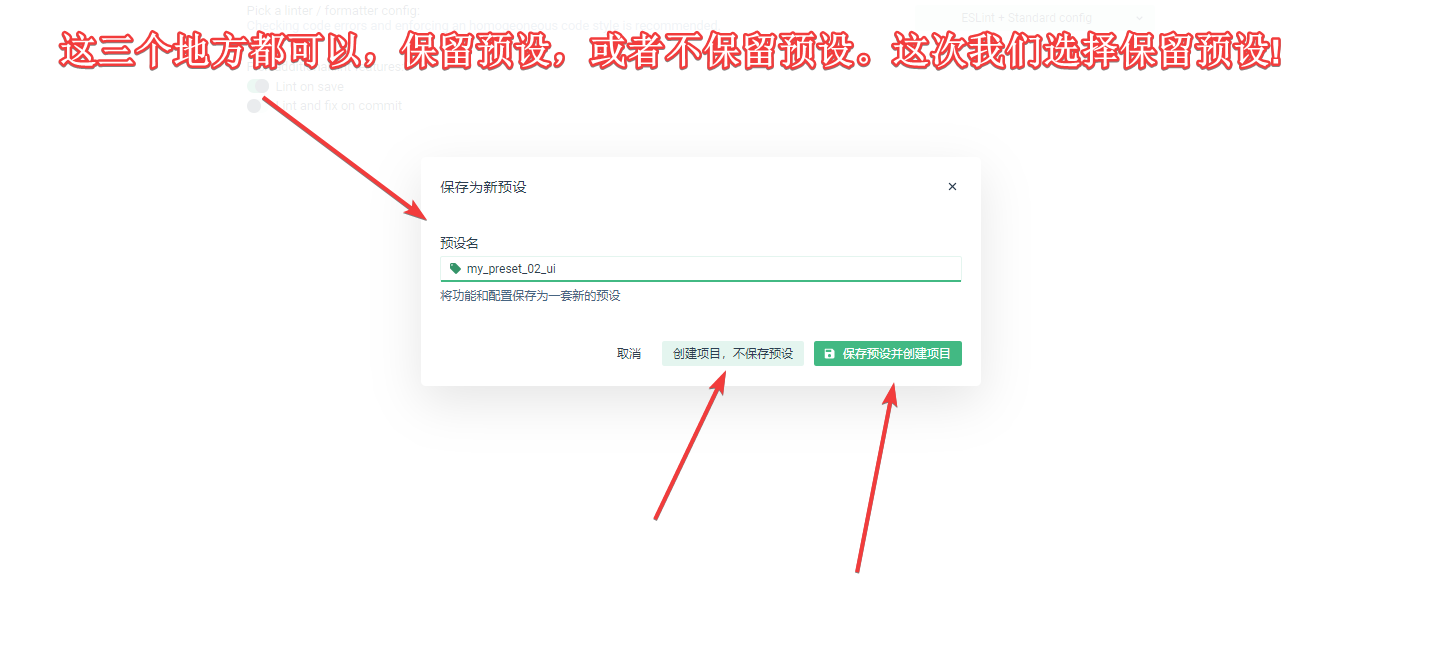 Pick a linter / formatter config:
Checking code errors and enforcing an homogeneous code style is recommended.
ESLint + Standard config
这三个地方都可以，保留预设，或者不保留预设。这次我们选择保留预设!
Lint on save
Lint and fix on commit
保存为新预设
预设名
my_preset_02_ui
将功能和配置保存为一套新的预设
取消
创建项目，不保存预设
保存预设并创建项目